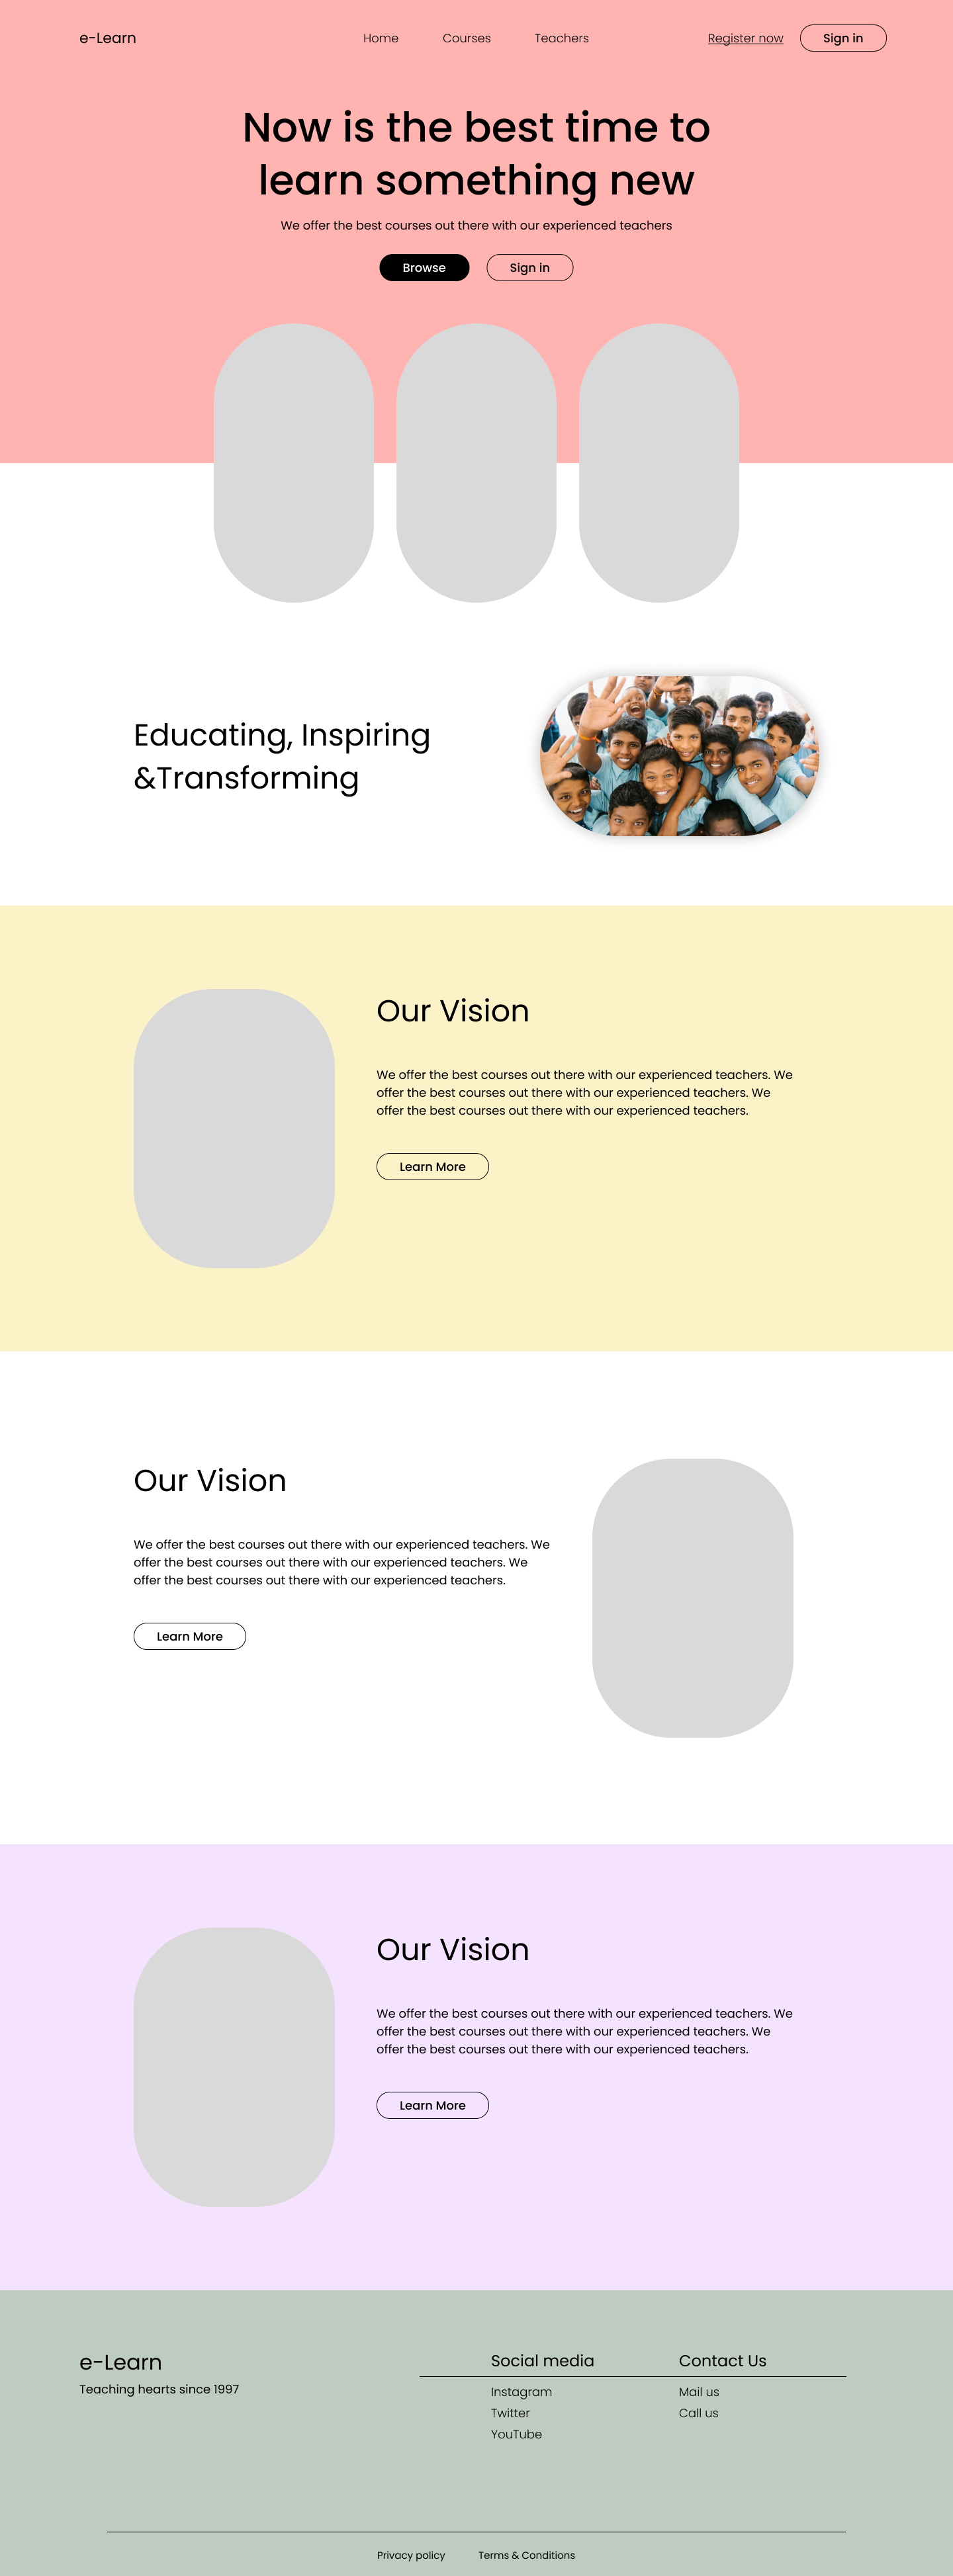 e-Learn
Home
Courses
Teachers
Register now
Sign in
Now is the best time to
learn something new
We offer the best courses out there with our experienced teachers
Browse
Sign in
Educating, Inspiring
&Transforming
Our Vision
We offer the best courses out there with our experienced teachers. We
offer the best courses out there with our experienced teachers. We
offer the best courses out there with our experienced teachers.
Learn More
Our Vision
We offer the best courses out there with our experienced teachers. We
offer the best courses out there with our experienced teachers. We
offer the best courses out there with our experienced teachers.
Learn More
Our Vision
We offer the best courses out there with our experienced teachers. We
offer the best courses out there with our experienced teachers. We
offer the best courses out there with our experienced teachers.
Learn More
e-Learn
Teaching hearts since 1997
Social media
Instagram
Twitter
YouTube
Contact Us
Mail us
Call us
Privacy policy
Terms & Conditions